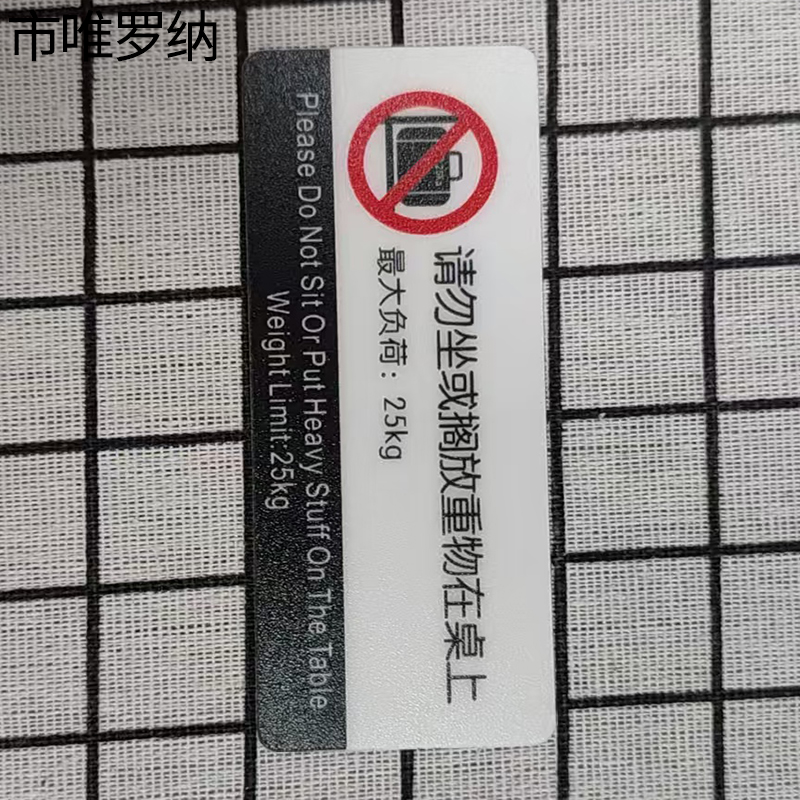 帀唯罗纳
请勿坐或搁放重物在桌上
最大负荷：25kg
Please Do Not Sit Or Put Heavy Stuff On The Table
Weight Limit:25kg